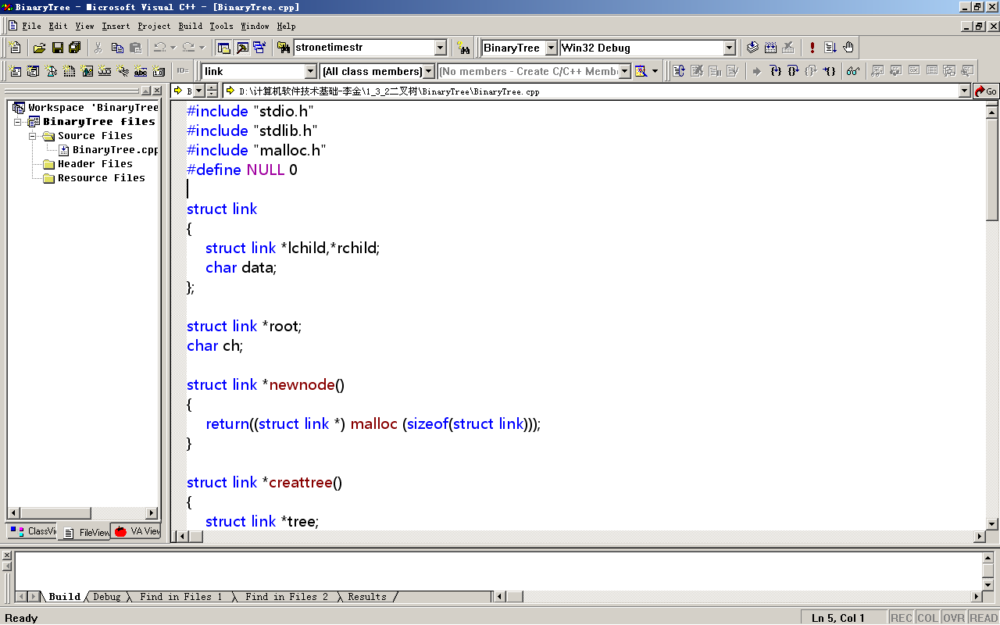 BinaryTree - Microsoft Visual C++ - [BinaryTree.cpp]
File Edit View Insert Project Build Tools Window Help
stronetimestr BinaryTree Win32 Debug
ID= link (All class members) (No members - Create C/C++ Memb
B D:\计算机软件技术基础-李金\1_3_2二叉树\BinaryTree\BinaryTree.cpp Go
Workspace 'BinaryTree
BinaryTree files
Source Files
BinaryTree.cpp
Header Files
Resource Files
ClassVi FileView VA View
#include "stdio.h"
#include "stdlib.h"
#include "malloc.h"
#define NULL 0
struct link
{
struct link *lchild,*rchild;
char data;
};
struct link *root;
char ch;
struct link *newnode()
{
return((struct link *) malloc (sizeof(struct link)));
}
struct link *creattree()
{
struct link *tree;
Build Debug Find in Files 1 Find in Files 2 Results
Ready Ln 5, Col 1 REC COL OVR READ